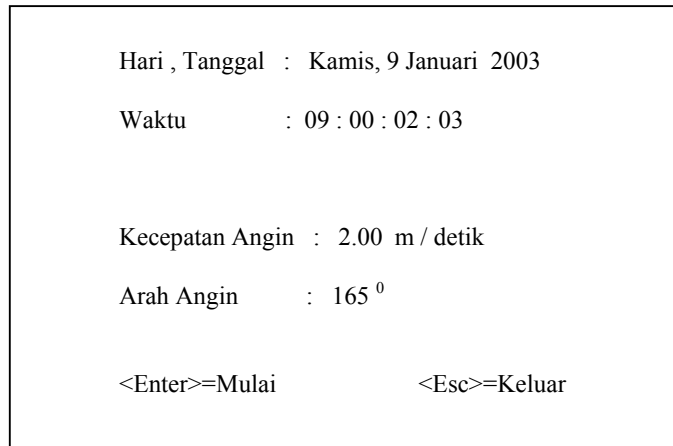 Hari , Tanggal : Kamis, 9 Januari 2003
Waktu : 09 : 00 : 02 : 03
Kecepatan Angin : 2.00 m / detik
Arah Angin : 165 ⁰
<Enter>=Mulai <Esc>=Keluar